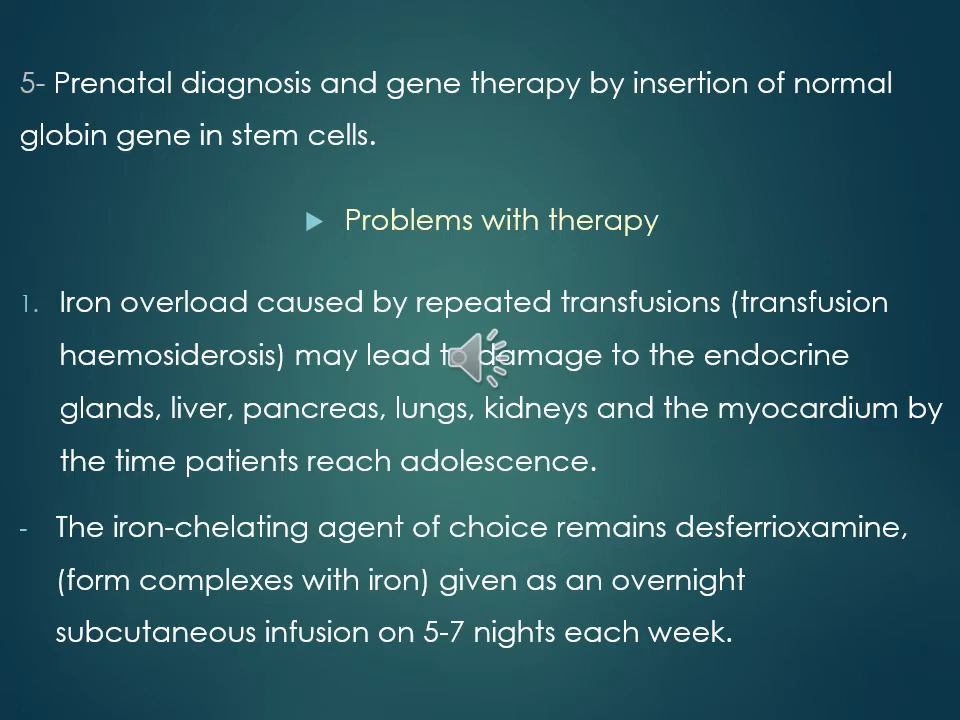 5- Prenatal diagnosis and gene therapy by insertion of normal
globin gene in stem cells.
Problems with therapy
1. Iron overload caused by repeated transfusions (transfusion
haemosiderosis) may lead to damage to the endocrine
glands, liver, pancreas, lungs, kidneys and the myocardium by
the time patients reach adolescence.
- The iron-chelating agent of choice remains desferrioxamine,
(form complexes with iron) given as an overnight
subcutaneous infusion on 5-7 nights each week.